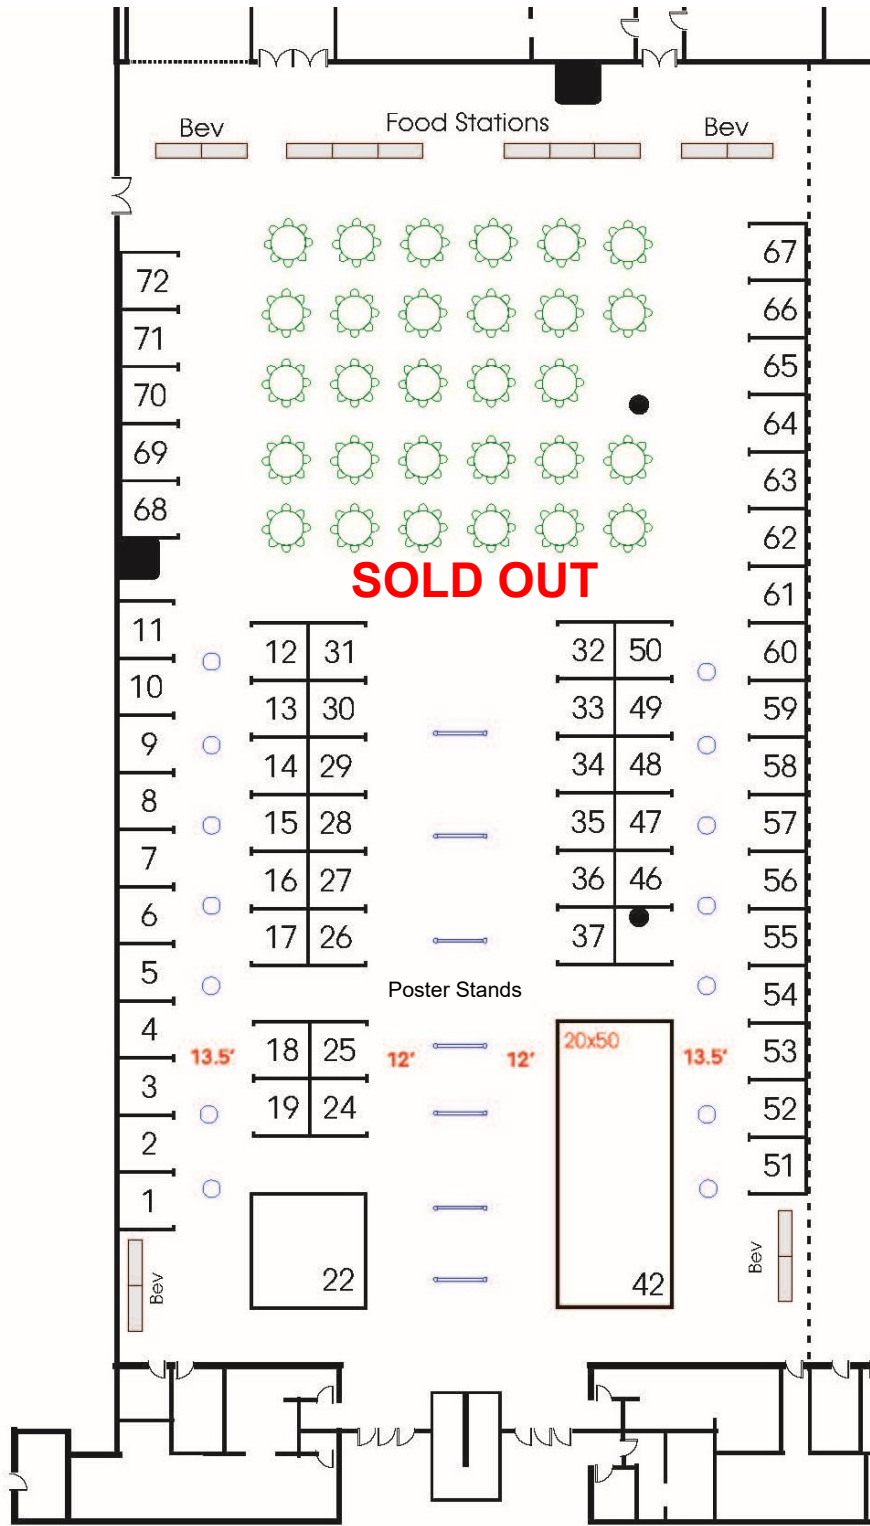 Bev Food Stations Bev
67
72 66
71 65
70 64
69 63
68 62
SOLD OUT 61
11 12 31 32 50 60
10 13 30 33 49 59
9 14 29 34 48 58
8 15 28 35 47 57
7 16 27 36 46 56
6 17 26 37 55
5 Poster Stands 54
4 13.5' 18 25 12' 12' 20x50 13.5' 53
3 19 24 52
2 51
1
Bev 22 42 Bev